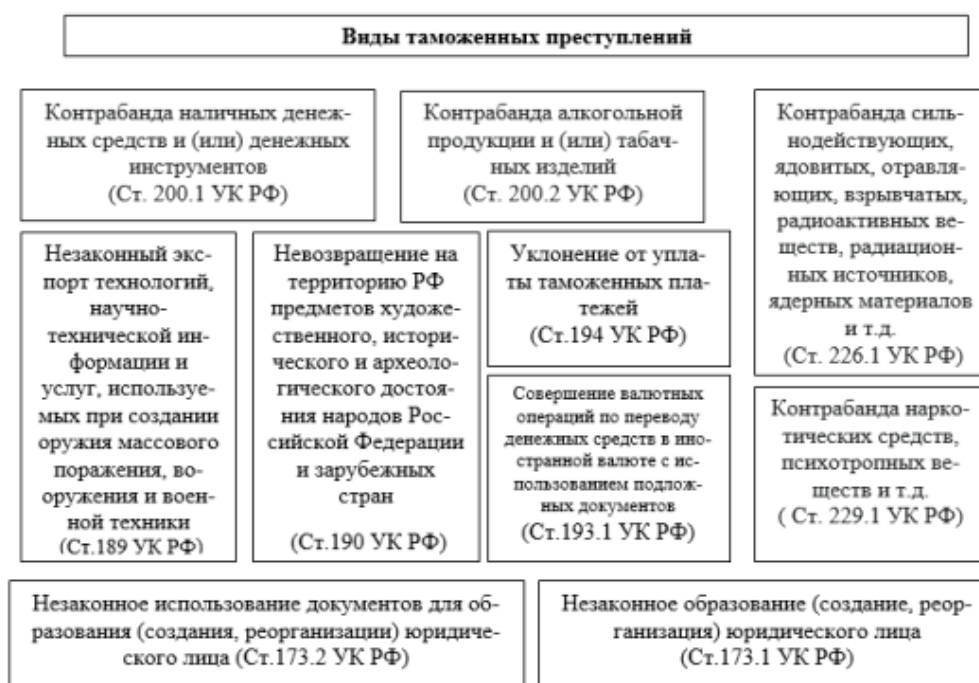 Виды таможенных преступлений
Контрабанда наличных денеж-
ных средств и (или) денежных
инструментов
(Ст. 200.1 УК РФ)
Контрабанда алкогольной
продукции и (или) табач-
ных изделий
(Ст. 200.2 УК РФ)
Контрабанда силь-
нодействующих,
ядовитых, отравля-
ющих, взрывчатых,
радиоактивных ве-
ществ, радиацион-
ных источников,
ядерных материалов
и т.д.
(Ст. 226.1 УК РФ)
Незаконный экс-
порт технологий,
научно-
технической ин-
формации и
услуг, используе-
мых при создании
оружия массового
поражения, во-
оружения и воен-
ной техники
(Ст.189 УК РФ)
Невозвращение на
территорию РФ
предметов художе-
ственного, истори-
ческого и археоло-
гического достоя-
ния народов Рос-
сийской Федерации
и зарубежных
стран
(Ст.190 УК РФ)
Уклонение от упла-
ты таможенных пла-
тежей
(Ст.194 УК РФ)
Совершение валютных
операций по переводу
денежных средств в ино-
странной валюте с ис-
пользованием подлож-
ных документов
(Ст.193.1 УК РФ)
Контрабанда нарко-
тических средств,
психотропных ве-
ществ и т.д.
( Ст. 229.1 УК РФ)
Незаконное использование документов для об-
разования (создания, реорганизации) юридиче-
ского лица (Ст.173.2 УК РФ)
Незаконное образование (создание, реор-
ганизация) юридического лица
(Ст.173.1 УК РФ)